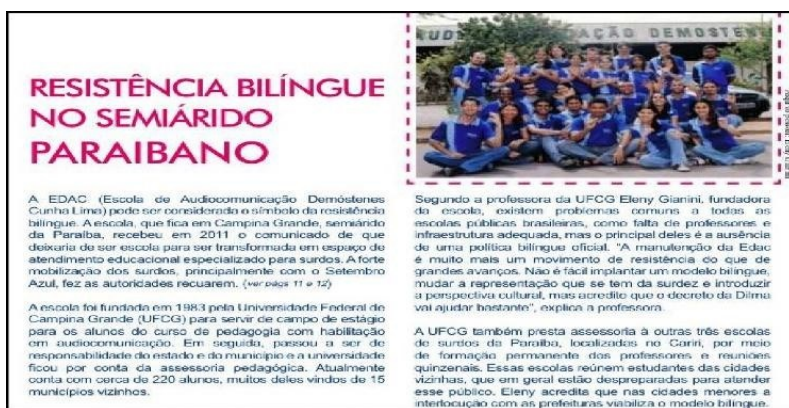 RESISTÊNCIA BILÍNGUE
NO SEMIÁRIDO
PARAIBANO
A EDAC (Escola de Audiocomunicação Demóstenes
Cunha Lima) pode ser considerada o símbolo da resistência
bilíngue. A escola, que fica em Campina Grande, semiárido
da Paraíba, recebeu em 2011 o comunicado de que
deixaria de ser escola para ser transformada em espaço de
atendimento educacional especializado para surdos. A forte
mobilização dos surdos, principalmente com o Setembro
Azul, fez as autoridades recuarem. (ver págs 11 e 12)
A escola foi fundada em 1983 pela Universidade Federal de
Campina Grande (UFCG) para servir de campo de estágio
para os alunos do curso de pedagogia com habilitação
em audiocomunicação. Em seguida, passou a ser de
responsabilidade do estado e do município e a universidade
ficou por conta da assessoria pedagógica. Atualmente
conta com cerca de 220 alunos, muitos deles vindos de 15
municípios vizinhos.
AÇÃO DEMOSTENE
Segundo a professora da UFCG Eleny Gianini, fundadora
da escola, existem problemas comuns a todas as
escolas públicas brasileiras, como falta de professores e
infraestrutura adequada, mas o principal deles é a ausência
de uma política bilíngue oficial. "A manutenção da Edac
é muito mais um movimento de resistência do que de
grandes avanços. Não é fácil implantar um modelo bilíngue,
mudar a representação que se tem da surdez e introduzir
a perspectiva cultural, mas acredito que o decreto da Dilma
vai ajudar bastante", explica a professora.
A UFCG também presta assessoria à outras três escolas
de surdos da Paraíba, localizadas no Cariri, por meio
de formação permanente dos professores e reuniões
quinzenais. Essas escolas reúnem estudantes das cidades
vizinhas, que em geral estão despreparadas para atender
esse público. Eleny acredita que nas cidades menores a
interlocução com as prefeituras viabiliza o modelo bilíngue.